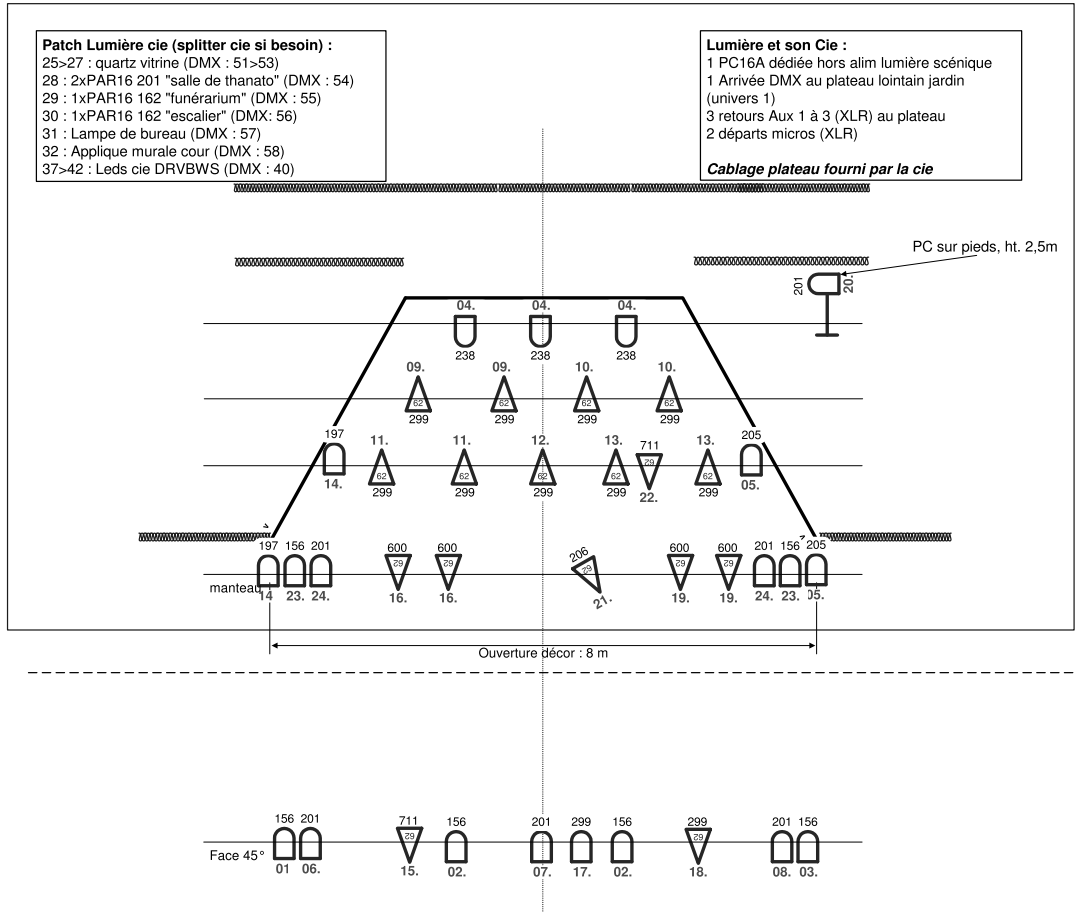 Patch Lumière cie (splitter cie si besoin) :
25>27 : quartz vitrine (DMX : 51>53)
28 : 2xPAR16 201 "salle de thanato" (DMX : 54)
29 : 1xPAR16 162 "funérarium" (DMX : 55)
30 : 1xPAR16 162 "escalier" (DMX: 56)
31 : Lampe de bureau (DMX : 57)
32 : Applique murale cour (DMX : 58)
37>42 : Leds cie DRVBWS (DMX : 40)
Lumière et son Cie :
1 PC16A dédiée hors alim lumière scénique
1 Arrivée DMX au plateau lointain jardin
(univers 1)
3 retours Aux 1 à 3 (XLR) au plateau
2 départs micros (XLR)
Cablage plateau fourni par la cie
PC sur pieds, ht. 2,5m
201 20.
04. 04. 04.
238 238 238
09. 09. 10. 10.
62 62 62 62
299 299 299 299
197 11. 11. 12. 13. 711 13. 205
62 62 62 62 62 62
14. 299 299 299 299 22. 299 05.
197 156 201 600 600 206 600 600 201 156 205
62 62 62 62 62
manteau 14 23. 24. 16. 16. 21. 19. 19. 24. 23. 05.
Ouverture décor : 8 m
156 201 711 156 201 299 156 299 201 156
62 62
Face 45°
01 06. 15. 02. 07. 17. 02. 18. 08. 03.